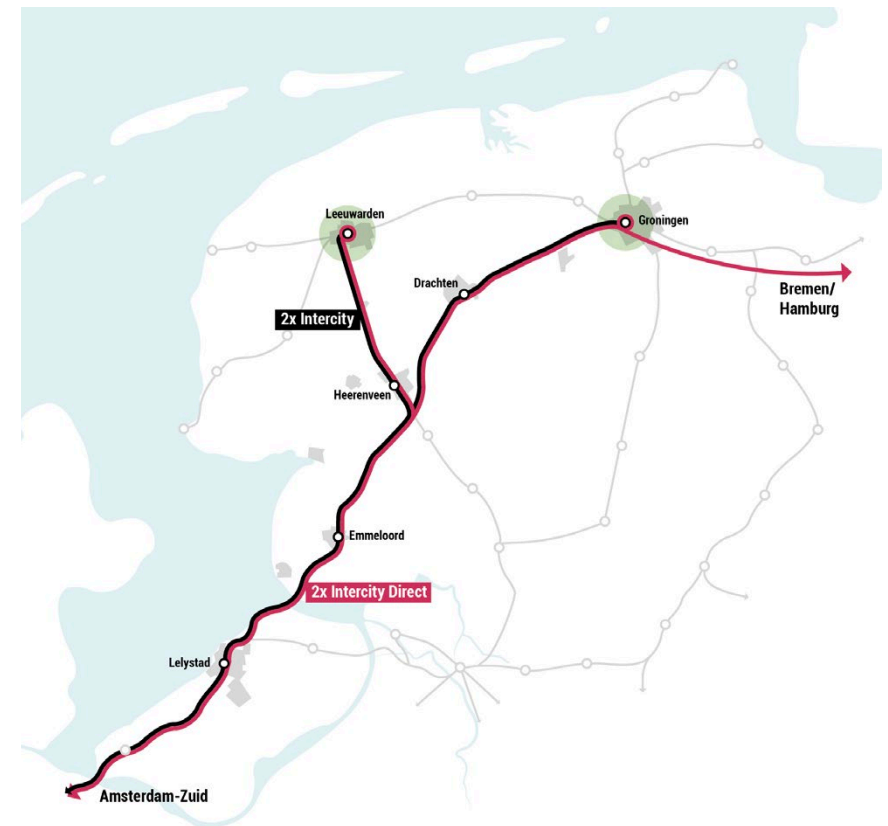 Leeuwarden
Groningen
Drachten
Bremen/
Hamburg
2x Intercity
Heerenveen
Emmeloord
2x Intercity Direct
Lelystad
Amsterdam-Zuid